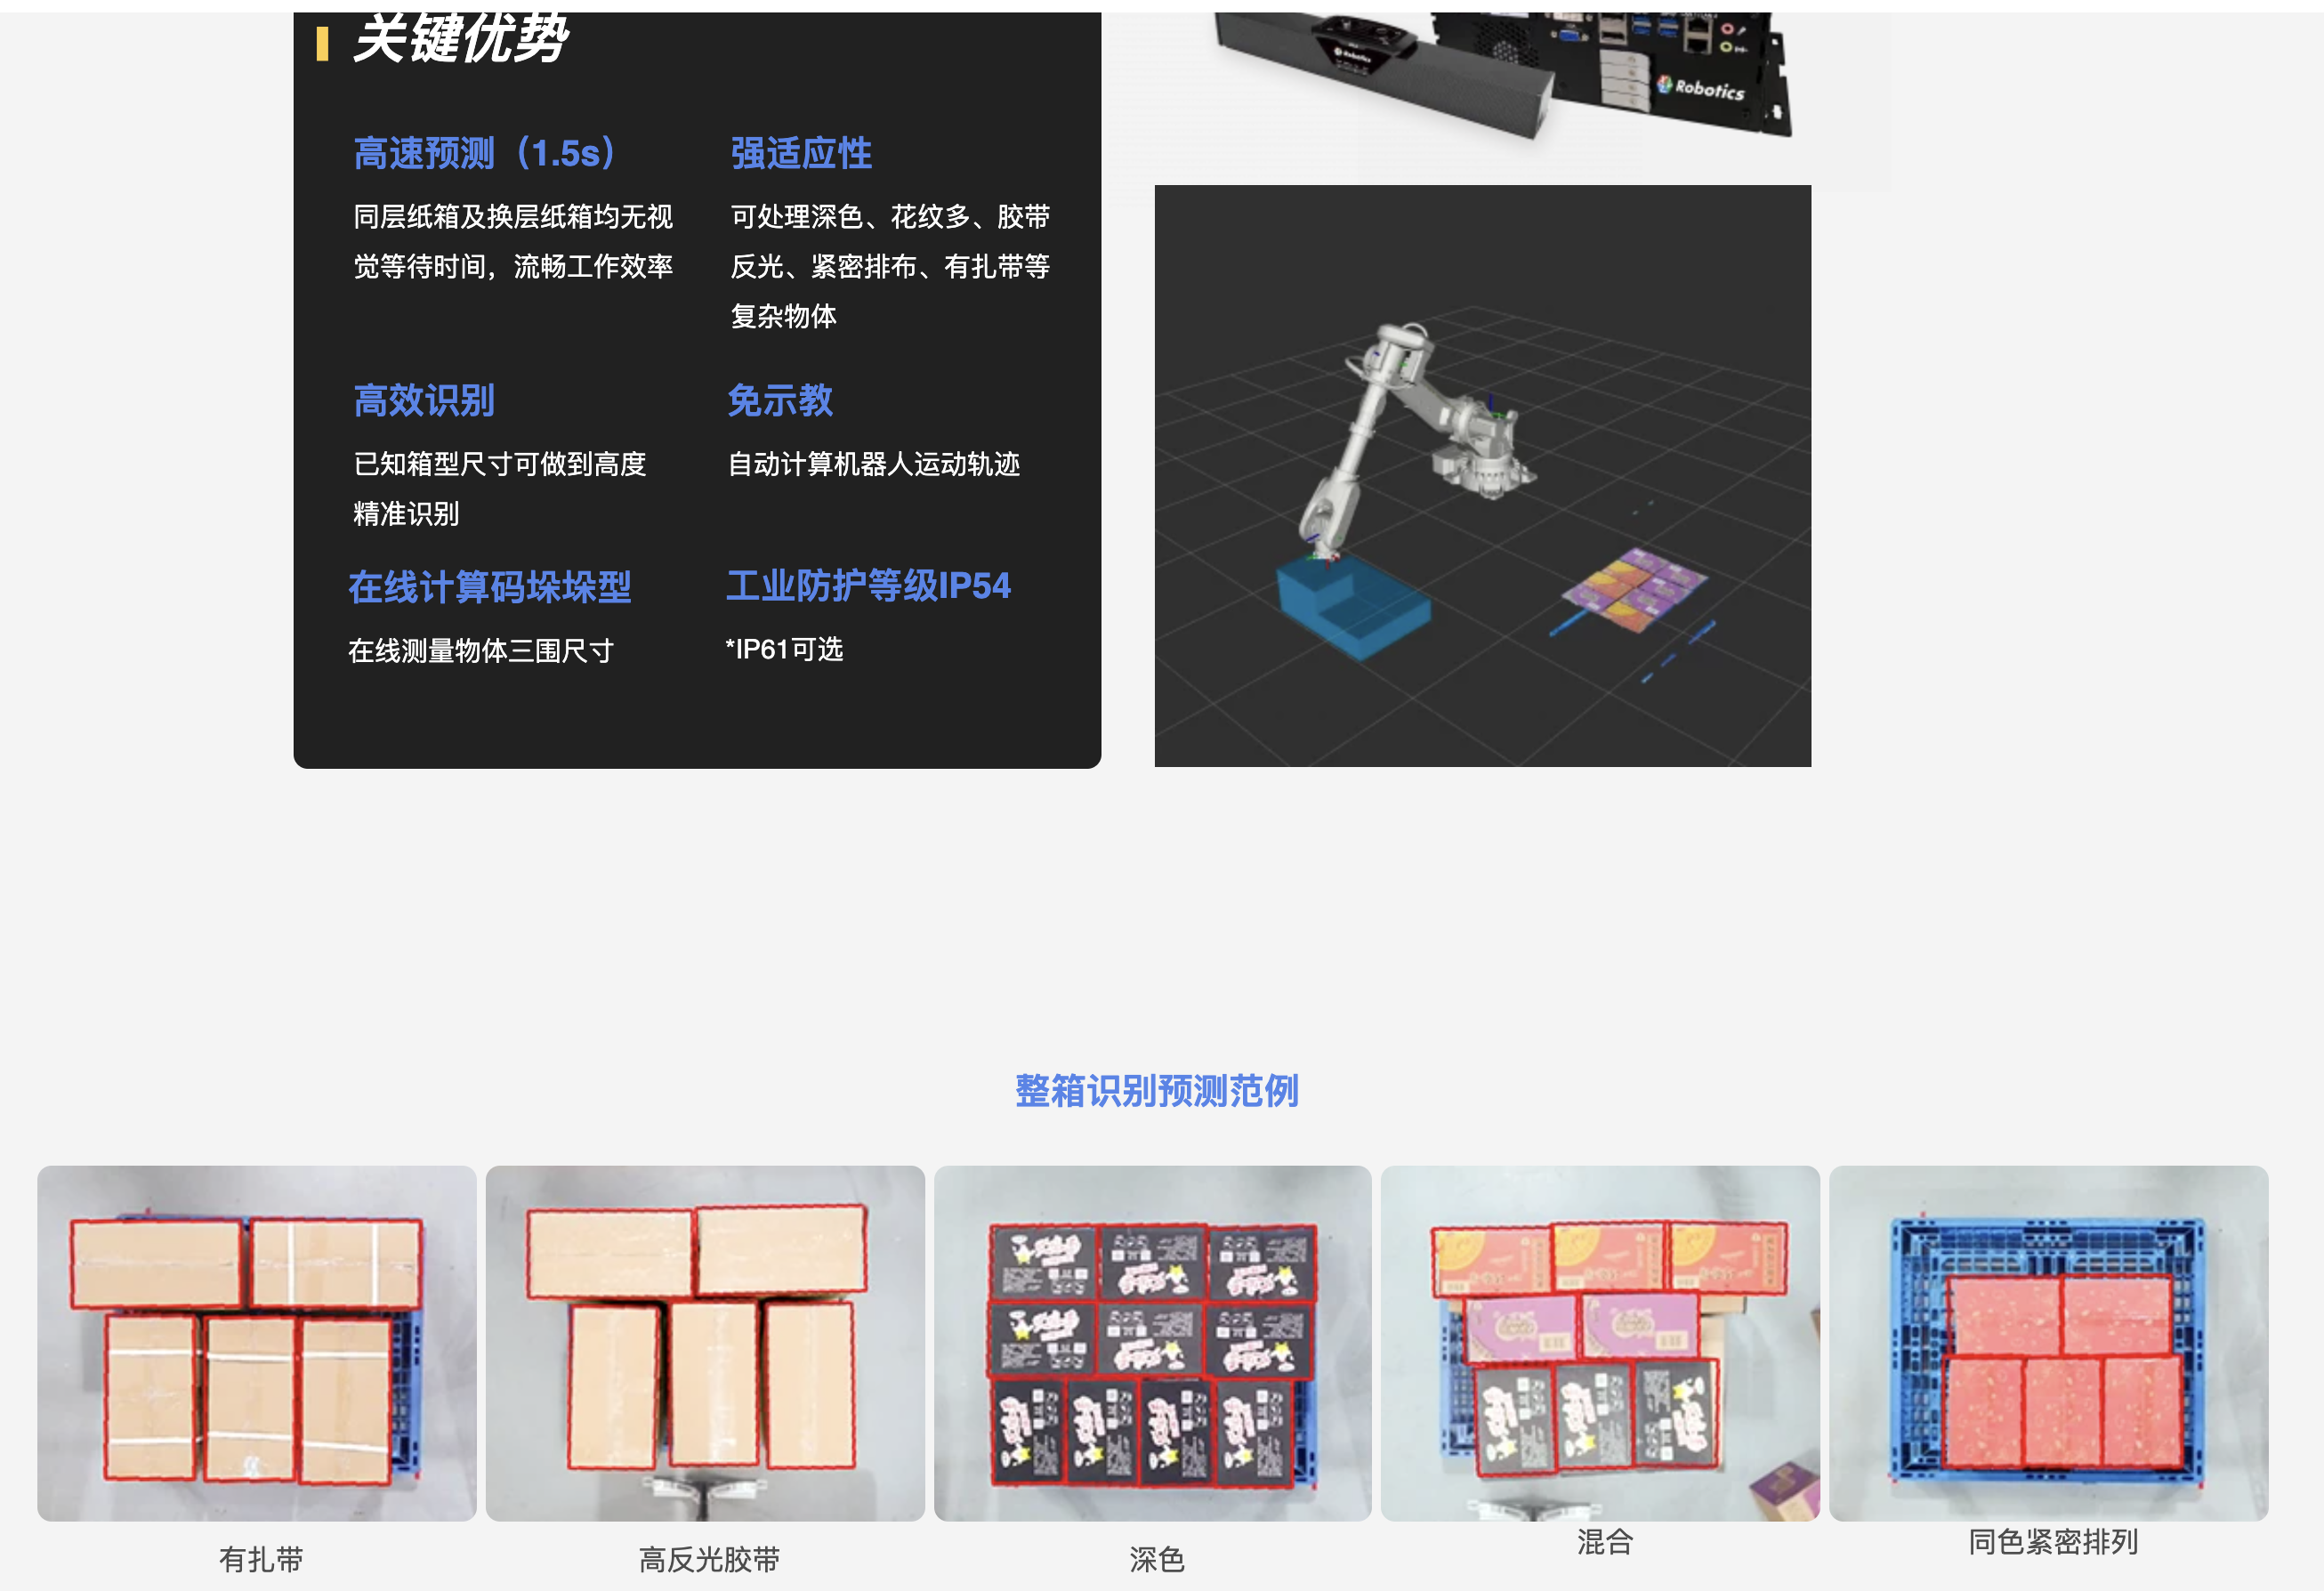 关键优势
高速预测（1.5s）
同层纸箱及换层纸箱均无视
觉等待时间，流畅工作效率
强适应性
可处理深色、花纹多、胶带
反光、紧密排布、有扎带等
复杂物体
高效识别
已知箱型尺寸可做到高度
精准识别
免示教
自动计算机器人运动轨迹
在线计算码垛垛型
在线测量物体三围尺寸
工业防护等级IP54
*IP61可选
Robotics
Robotics
整箱识别预测范例
有扎带
高反光胶带
深色
混合
同色紧密排列